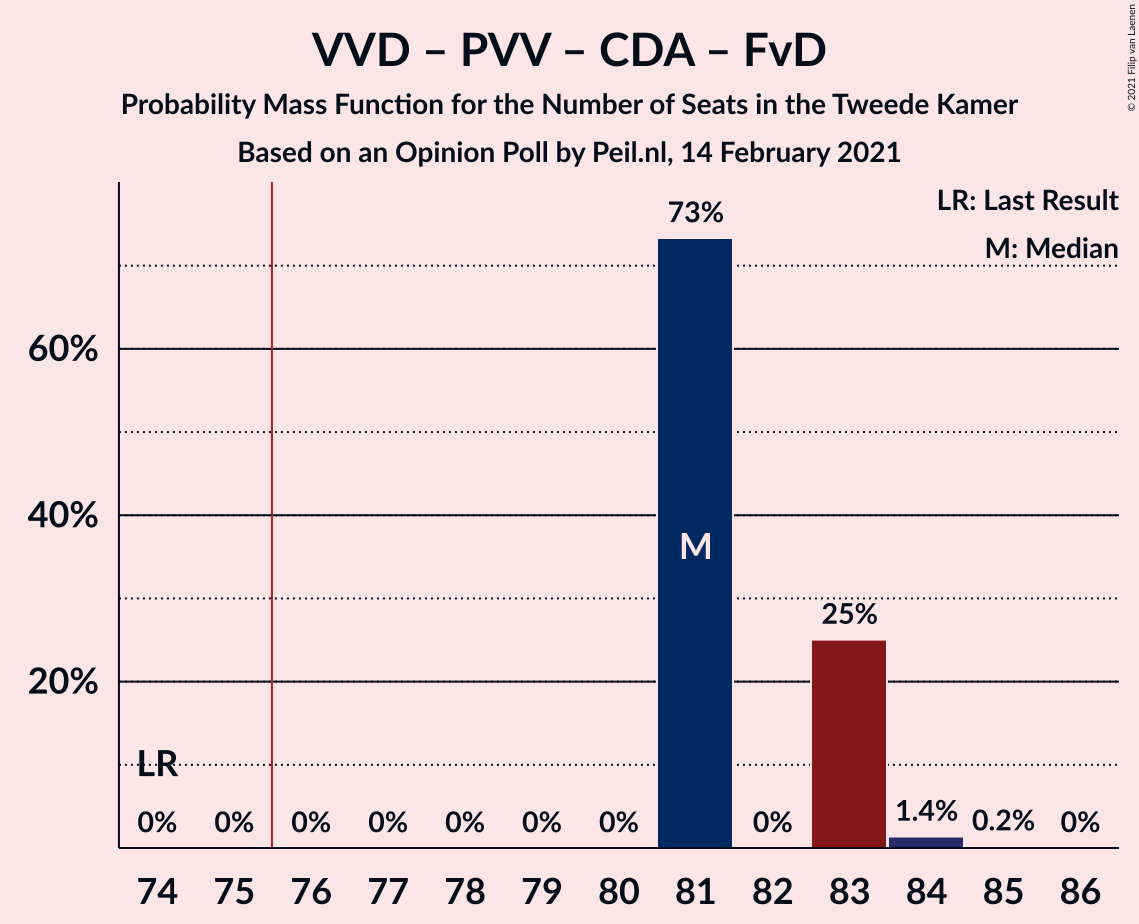 VVD – PVV – CDA – FvD
Probability Mass Function for the Number of Seats in the Tweede Kamer
Based on an Opinion Poll by Peil.nl, 14 February 2021
© 2021 Filip van Laenen
LR: Last Result
M: Median
73%
60%
40%
M
25%
20%
LR
0% 0% 0% 0% 0% 0% 0% 0% 1.4% 0.2% 0%
74 75 76 77 78 79 80 81 82 83 84 85 86